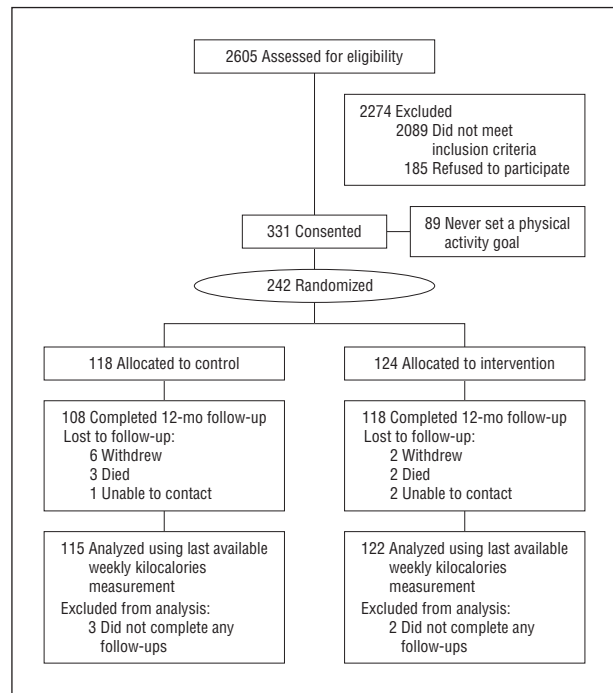 2605 Assessed for eligibility
2274 Excluded
2089 Did not meet
inclusion criteria
185 Refused to participate
331 Consented
89 Never set a physical
activity goal
242 Randomized
118 Allocated to control
124 Allocated to intervention
108 Completed 12-mo follow-up
Lost to follow-up:
6 Withdrew
3 Died
1 Unable to contact
118 Completed 12-mo follow-up
Lost to follow-up:
2 Withdrew
2 Died
2 Unable to contact
115 Analyzed using last available
weekly kilocalories
measurement
Excluded from analysis:
3 Did not complete any
follow-ups
122 Analyzed using last available
weekly kilocalories
measurement
Excluded from analysis:
2 Did not complete any
follow-ups